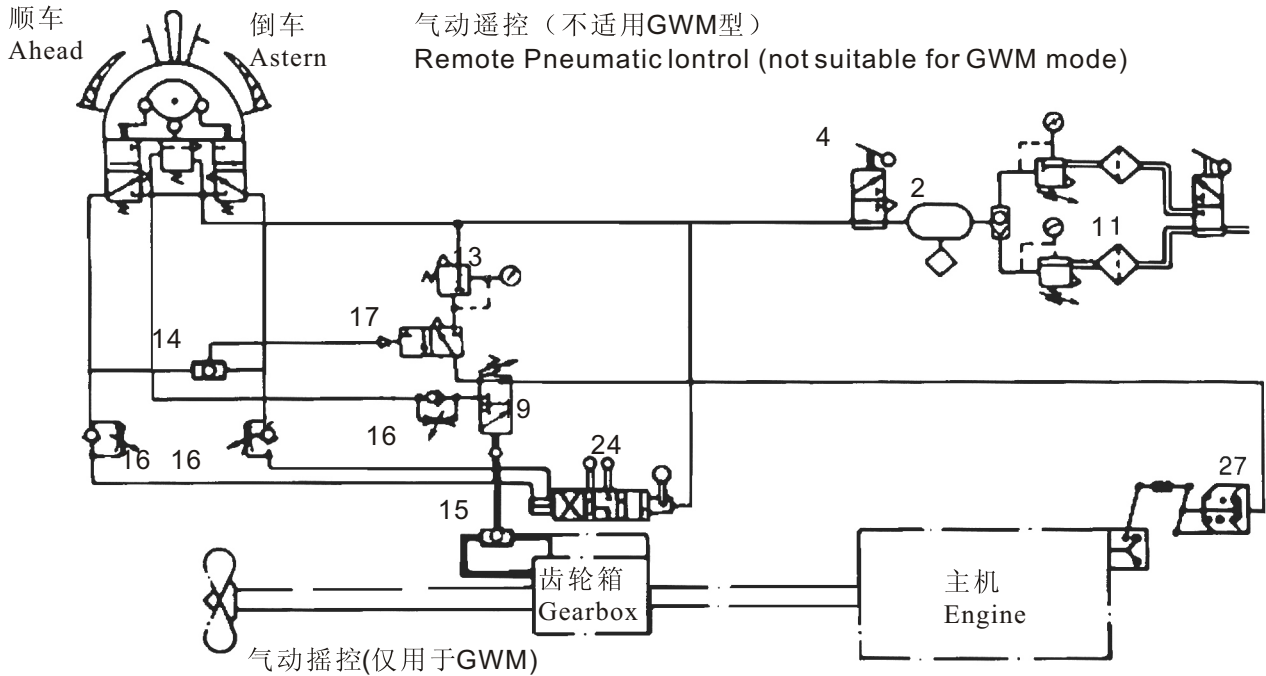 顺车
Ahead
倒车
Astern
气动遥控（不适用GWM型）
Remote Pneumatic lontrol (not suitable for GWM mode)
4
2
11
13
17
14
9
16
16 16
24
27
15
齿轮箱
Gearbox
主机
Engine
气动摇控(仅用于GWM)